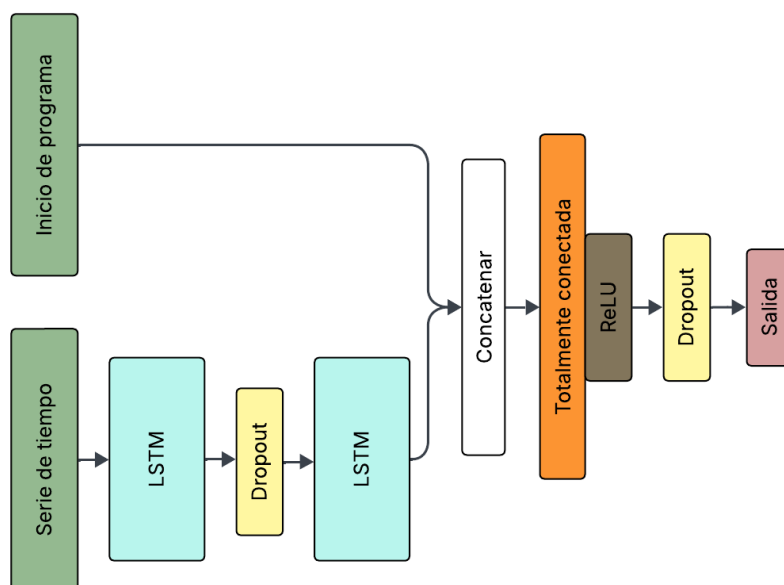 Inicio de programa
Serie de tiempo
LSTM
Dropout
LSTM
Concatenar
Totalmente conectada
ReLU
Dropout
Salida